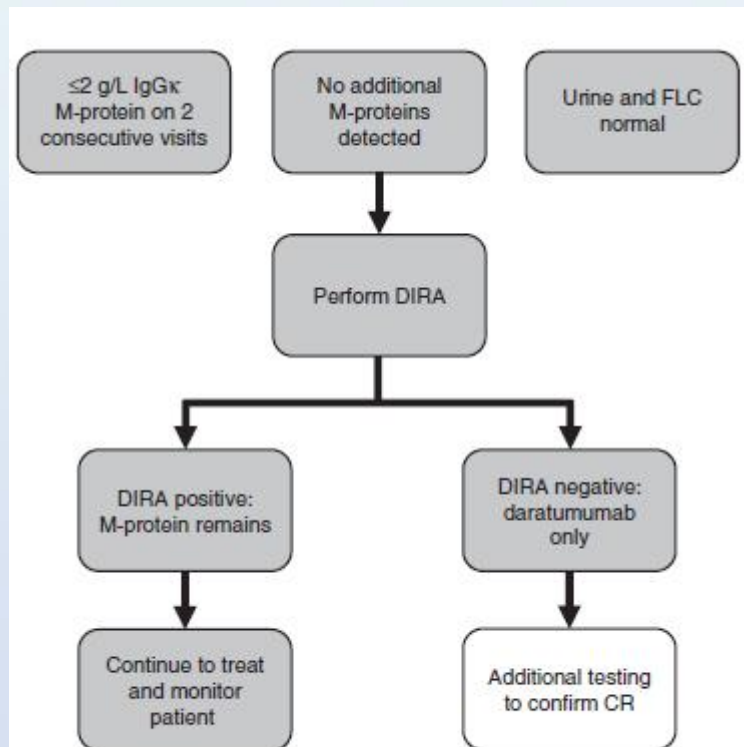 ≤2 g/L IgGκ
M-protein on 2
consecutive visits
No additional
M-proteins
detected
Urine and FLC
normal
Perform DIRA
DIRA positive:
M-protein remains
DIRA negative:
daratumumab
only
Continue to treat
and monitor
patient
Additional testing
to confirm CR